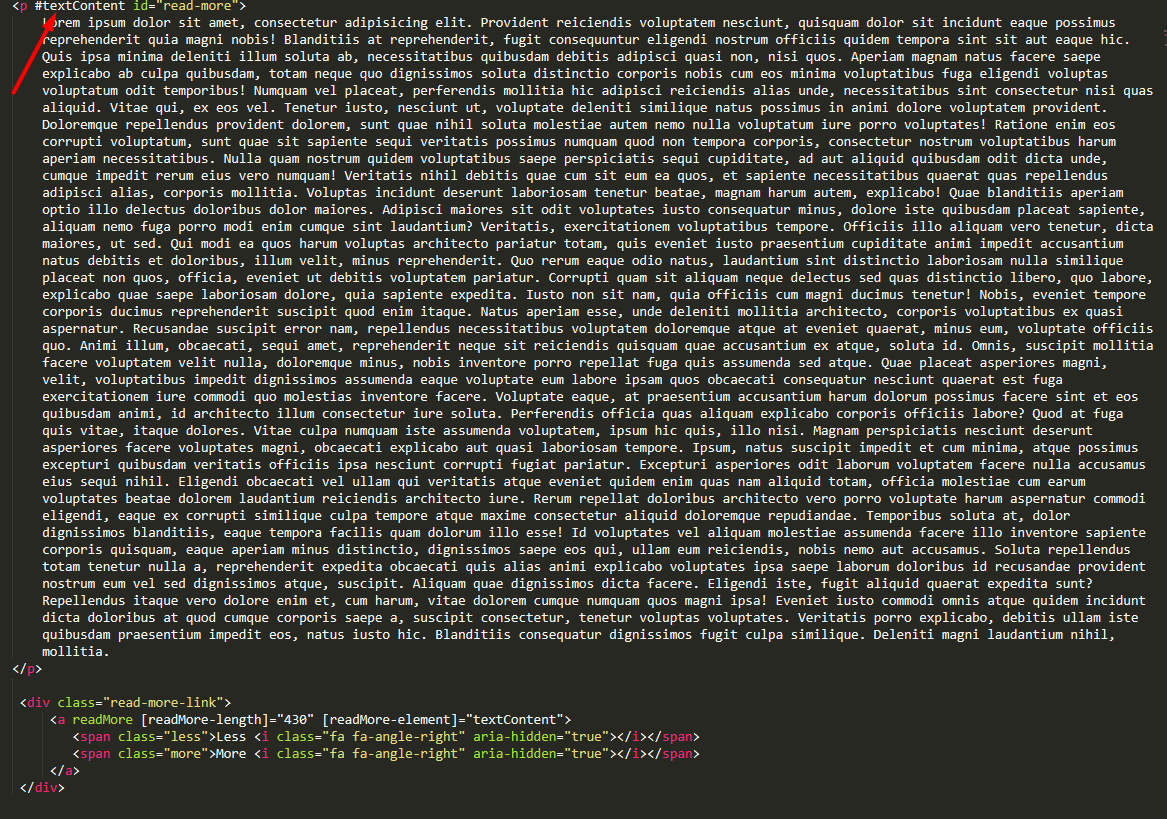 <p #textContent id="read-more">
Lorem ipsum dolor sit amet, consectetur adipisicing elit. Provident reiciendis voluptatem nesciunt, quisquam dolor sit incidunt eaque possimus
reprehenderit quia magni nobis! Blanditiis at reprehenderit, fugit consequuntur eligendi nostrum officiis quidem tempora sint sit aut eaque hic.
Quis ipsa minima deleniti illum soluta ab, necessitatibus quibusdam debitis adipisci quasi non, nisi quos. Aperiam magnam natus facere saepe
explicabo ab culpa quibusdam, totam neque quo dignissimos soluta distinctio corporis nobis cum eos minima voluptatibus fuga eligendi voluptas
voluptatum odit temporibus! Numquam vel placeat, perferendis mollitia hic adipisci reiciendis alias unde, necessitatibus sint consectetur nisi quas
aliquid. Vitae qui, ex eos vel. Tenetur iusto, nesciunt ut, voluptate deleniti similique natus possimus in animi dolore voluptatem provident.
Doloremque repellendus provident dolorem, sunt quae nihil soluta molestiae autem nemo nulla voluptatum iure porro voluptates! Ratione enim eos
corrupti voluptatum, sunt quae sit sapiente sequi veritatis possimus numquam quod non tempora corporis, consectetur nostrum voluptatibus harum
aperiam necessitatibus. Nulla quam nostrum quidem voluptatibus saepe perspiciatis sequi cupiditate, ad aut aliquid quibusdam odit dicta unde,
cumque impedit rerum eius vero numquam! Veritatis nihil debitis quae cum sit eum ea quos, et sapiente necessitatibus quaerat quas repellendus
adipisci alias, corporis mollitia. Voluptas incidunt deserunt laboriosam tenetur beatae, magnam harum autem, explicabo! Quae blanditiis aperiam
optio illo delectus doloribus dolor maiores. Adipisci maiores sit odit voluptates iusto consequatur minus, dolore iste quibusdam placeat sapiente,
aliquam nemo fuga porro modi enim cumque sint laudantium? Veritatis, exercitationem voluptatibus tempore. Officiis illo aliquam vero tenetur, dicta
maiores, ut sed. Qui modi ea quos harum voluptas architecto pariatur totam, quis eveniet iusto praesentium cupiditate animi impedit accusantium
natus debitis et doloribus, illum velit, minus reprehenderit. Quo rerum eaque odio natus, laudantium sint distinctio laboriosam nulla similique
placeat non quos, officia, eveniet ut debitis voluptatem pariatur. Corrupti quam sit aliquam neque delectus sed quas distinctio libero, quo labore,
explicabo quae saepe laboriosam dolore, quia sapiente expedita. Iusto non sit nam, quia officiis cum magni ducimus tenetur! Nobis, eveniet tempore
corporis ducimus reprehenderit suscipit quod enim itaque. Natus aperiam esse, unde deleniti mollitia architecto, corporis voluptatibus ex quasi
aspernatur. Recusandae suscipit error nam, repellendus necessitatibus voluptatem doloremque atque at eveniet quaerat, minus eum, voluptate officiis
quo. Animi illum, obcaecati, sequi amet, reprehenderit neque sit reiciendis quisquam quae accusantium ex atque, soluta id. Omnis, suscipit mollitia
facere voluptatem velit nulla, doloremque minus, nobis inventore porro repellat fuga quis assumenda sed atque. Quae placeat asperiores magni,
velit, voluptatibus impedit dignissimos assumenda eaque voluptate eum labore ipsam quos obcaecati consequatur nesciunt quaerat est fuga
exercitationem iure commodi quo molestias inventore facere. Voluptate eaque, at praesentium accusantium harum dolorum possimus facere sint et eos
quibusdam animi, id architecto illum consectetur iure soluta. Perferendis officia quas aliquam explicabo corporis officiis labore? Quod at fuga
quis vitae, itaque dolores. Vitae culpa numquam iste assumenda voluptatem, ipsum hic quis, illo nisi. Magnam perspiciatis nesciunt deserunt
asperiores facere voluptates magni, obcaecati explicabo aut quasi laboriosam tempore. Ipsum, natus suscipit impedit et cum minima, atque possimus
excepturi quibusdam veritatis officiis ipsa nesciunt corrupti fugiat pariatur. Excepturi asperiores odit laborum voluptatem facere nulla accusamus
eius sequi nihil. Eligendi obcaecati vel ullam qui veritatis atque eveniet quidem enim quas nam aliquid totam, officia molestiae cum earum
voluptates beatae dolorem laudantium reiciendis architecto iure. Rerum repellat doloribus architecto vero porro voluptate harum aspernatur commodi
eligendi, eaque ex corrupti similique culpa tempore atque maxime consectetur aliquid doloremque repudiandae. Temporibus soluta at, dolor
dignissimos blanditiis, eaque tempora facilis quam dolorum illo esse! Id voluptates vel aliquam molestiae assumenda facere illo inventore sapiente
corporis quisquam, eaque aperiam minus distinctio, dignissimos saepe eos qui, ullam eum reiciendis, nobis nemo aut accusamus. Soluta repellendus
totam tenetur nulla a, reprehenderit expedita obcaecati quis alias animi explicabo voluptates ipsa saepe laborum doloribus id recusandae provident
nostrum eum vel sed dignissimos atque, suscipit. Aliquam quae dignissimos dicta facere. Eligendi iste, fugit aliquid quaerat expedita sunt?
Repellendus itaque vero dolore enim et, cum harum, vitae dolorem cumque numquam quos magni ipsa! Eveniet iusto commodi omnis atque quidem incidunt
dicta doloribus at quod cumque corporis saepe a, suscipit consectetur, tenetur voluptas voluptates. Veritatis porro explicabo, debitis ullam iste
quibusdam praesentium impedit eos, natus iusto hic. Blanditiis consequatur dignissimos fugit culpa similique. Deleniti magni laudantium nihil,
mollitia.
</p>
<div class="read-more-link">
<a readMore [readMore-length]="430" [readMore-element]="textContent">
<span class="less">Less <i class="fa fa-angle-right" aria-hidden="true"></i></span>
<span class="more">More <i class="fa fa-angle-right" aria-hidden="true"></i></span>
</a>
</div>